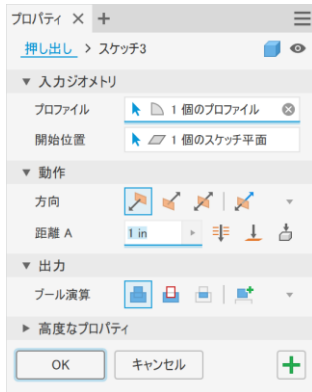 プロパティ × +
押し出し > スケッチ3
▼ 入力ジオメトリ
プロファイル 1 個のプロファイル
開始位置 1 個のスケッチ平面
▼ 動作
方向
距離 A 1 in
▼ 出力
ブール演算
▶ 高度なプロパティ
OK キャンセル +